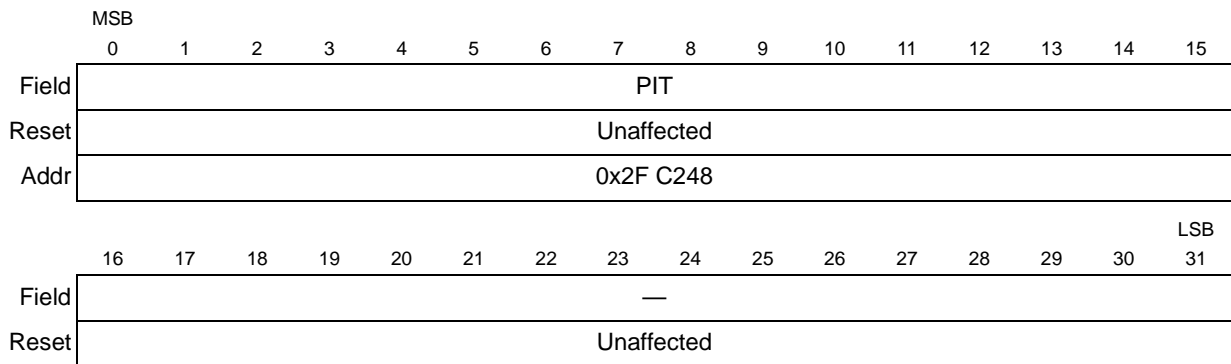 MSB
0 1 2 3 4 5 6 7 8 9 10 11 12 13 14 15
Field PIT
Reset Unaffected
Addr 0x2F C248
LSB
16 17 18 19 20 21 22 23 24 25 26 27 28 29 30 31
Field —
Reset Unaffected